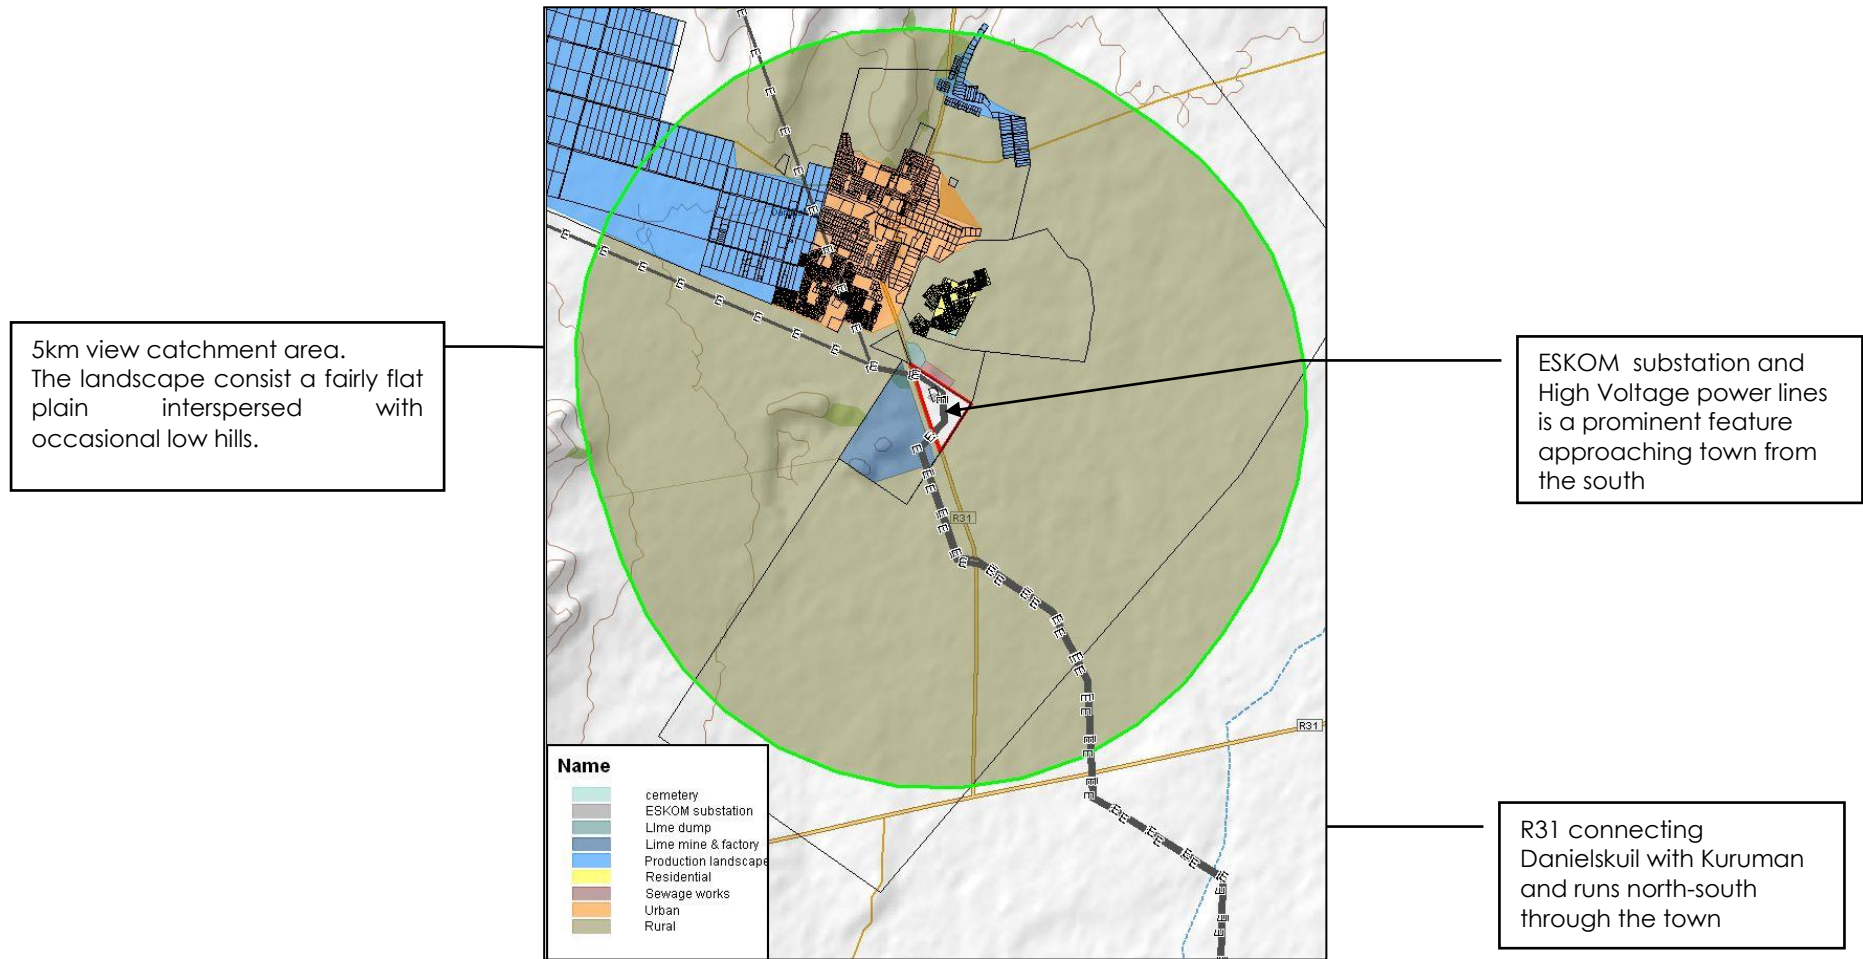 5km view catchment area.
The landscape consist a fairly flat
plain interspersed with
occasional low hills.
ESKOM substation and
High Voltage power lines
is a prominent feature
approaching town from
the south
R31 connecting
Danielskuil with Kuruman
and runs north-south
through the town
R31
R31
Name
cemetery
ESKOM substation
LIme dump
Lime mine & factory
Production landscape
Residential
Sewage works
Urban
Rural